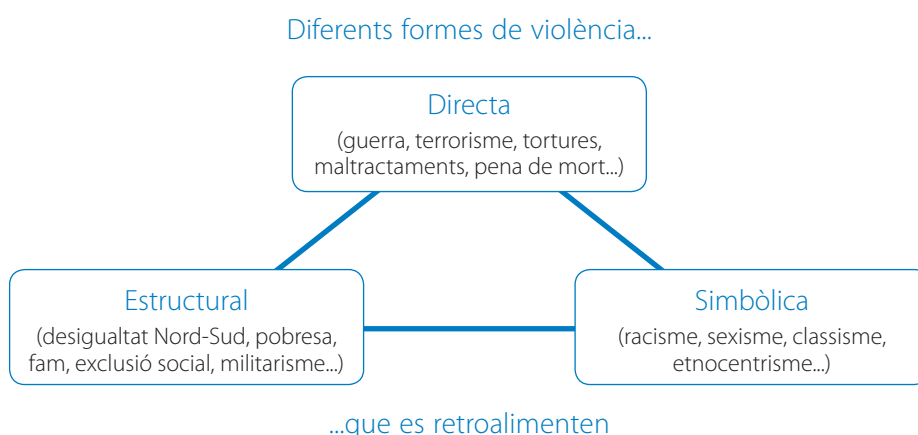 Diferents formes de violència...
Directa
(guerra, terrorisme, tortures,
maltractaments, pena de mort...)
Estructural
(desigualtat Nord-Sud, pobresa,
fam, exclusió social, militarisme...)
Simbòlica
(racisme, sexisme, classisme,
etnocentrisme...)
...que es retroalimenten